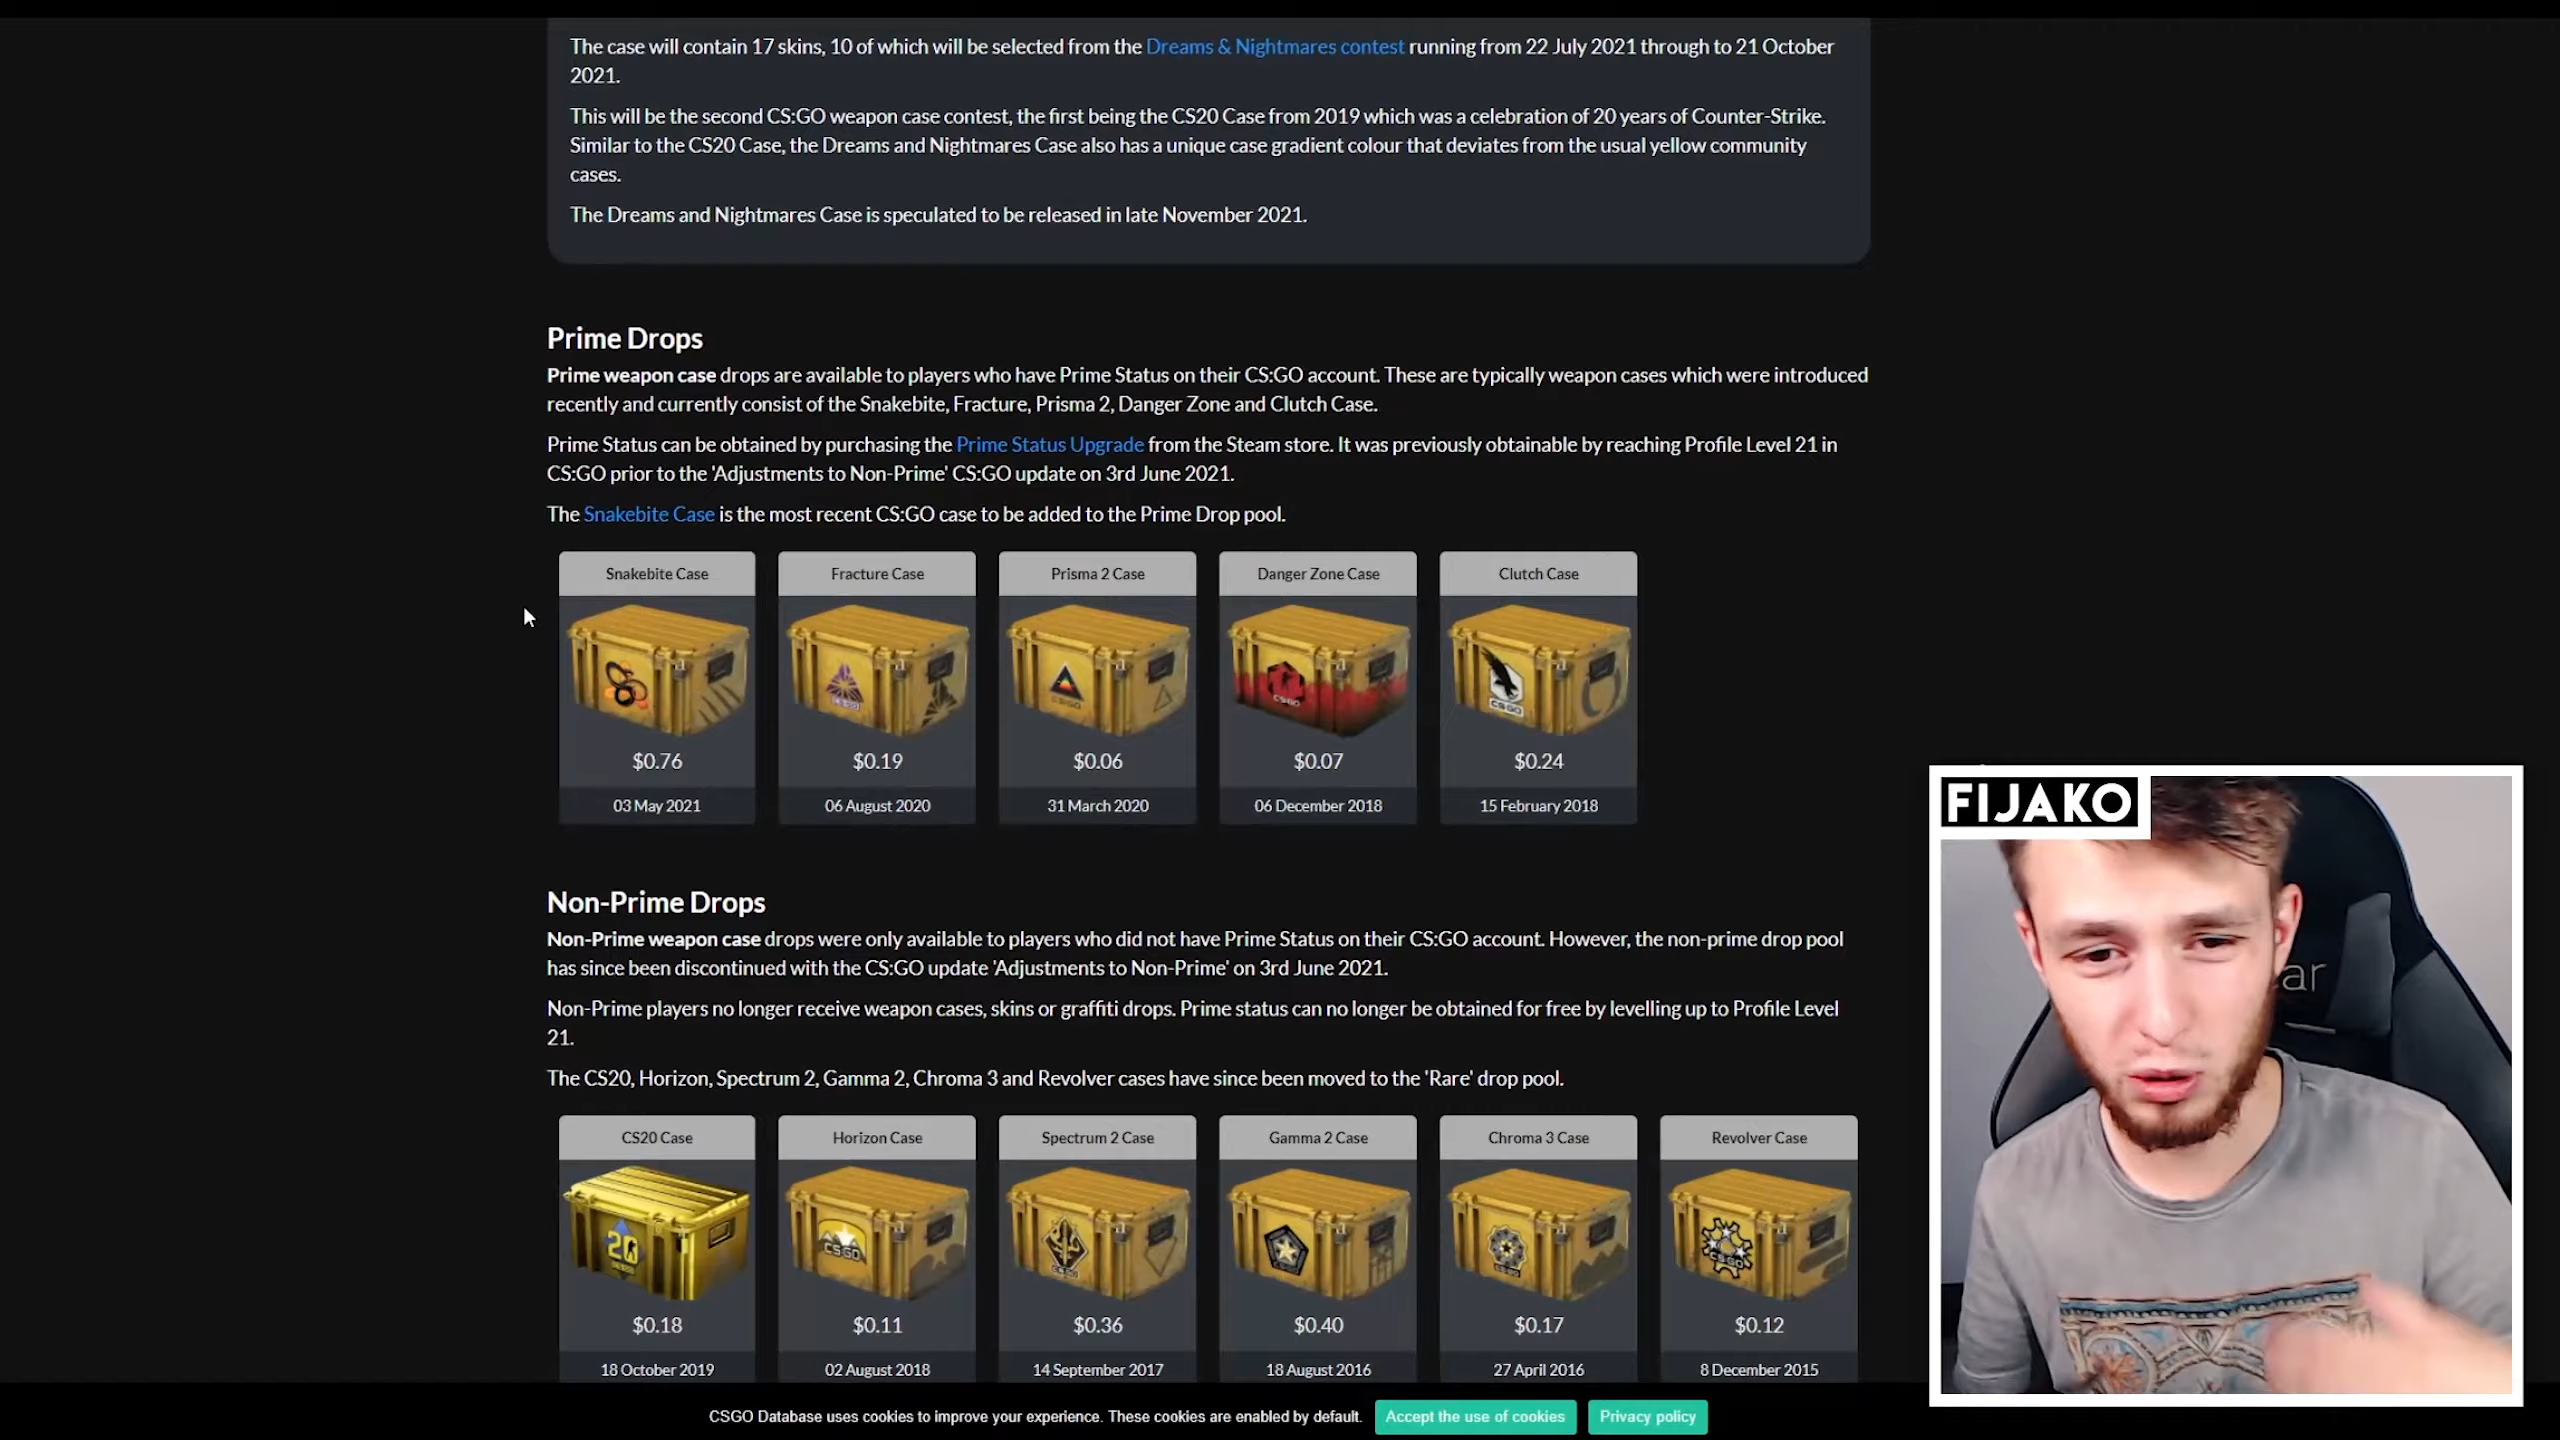 The case will contain 17 skins, 10 of which will be selected from the Dreams & Nightmares contest running from 22 July 2021 through to 21 October
2021.
This will be the second CS:GO weapon case contest, the first being the CS20 Case from 2019 which was a celebration of 20 years of Counter-Strike.
Similar to the CS20 Case, the Dreams and Nightmares Case also has a unique case gradient colour that deviates from the usual yellow community
cases.
The Dreams and Nightmares Case is speculated to be released in late November 2021.
Prime Drops
Prime weapon case drops are available to players who have Prime Status on their CS:GO account. These are typically weapon cases which were introduced
recently and currently consist of the Snakebite, Fracture, Prisma 2, Danger Zone and Clutch Case.
Prime Status can be obtained by purchasing the Prime Status Upgrade from the Steam store. It was previously obtainable by reaching Profile Level 21 in
CS:GO prior to the 'Adjustments to Non-Prime' CS:GO update on 3rd June 2021.
The Snakebite Case is the most recent CS:GO case to be added to the Prime Drop pool.
Snakebite Case Fracture Case Prisma 2 Case Danger Zone Case Clutch Case
CS:GO CS:GO CS:GO CS:GO
$0.76 $0.19 $0.06 $0.07 $0.24
03 May 2021 06 August 2020 31 March 2020 06 December 2018 15 February 2018
FIJAKO
Non-Prime Drops
Non-Prime weapon case drops were only available to players who did not have Prime Status on their CS:GO account. However, the non-prime drop pool
has since been discontinued with the CS:GO update 'Adjustments to Non-Prime' on 3rd June 2021.
ar
Non-Prime players no longer receive weapon cases, skins or graffiti drops. Prime status can no longer be obtained for free by levelling up to Profile Level
21.
The CS20, Horizon, Spectrum 2, Gamma 2, Chroma 3 and Revolver cases have since been moved to the 'Rare' drop pool.
CS20 Case Horizon Case Spectrum 2 Case Gamma 2 Case Chroma 3 Case Revolver Case
20 CS:GO CS:GO CS:GO CS:GO CS:GO
$0.18 $0.11 $0.36 $0.40 $0.17 $0.12
18 October 2019 02 August 2018 14 September 2017 18 August 2016 27 April 2016 8 December 2015
CSGO Database uses cookies to improve your experience. These cookies are enabled by default. Accept the use of cookies Privacy policy